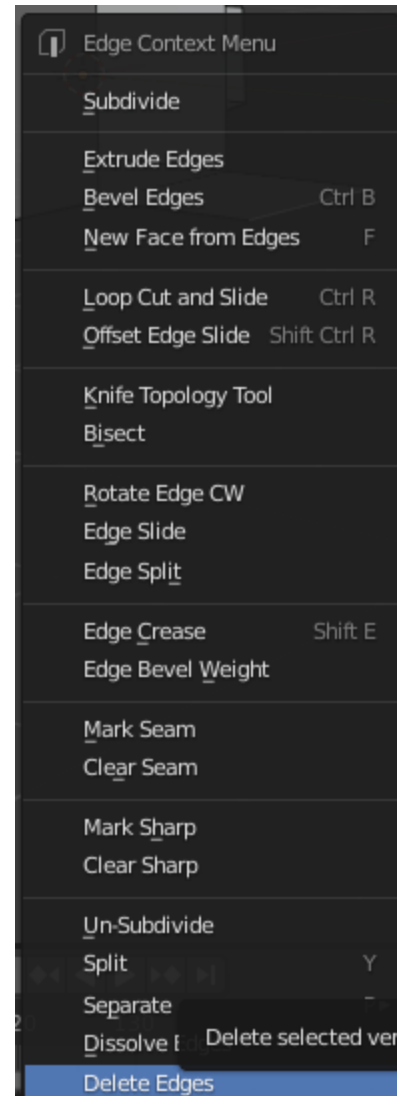 Edge Context Menu
Subdivide
Extrude Edges
Bevel Edges Ctrl B
New Face from Edges F
Loop Cut and Slide Ctrl R
Offset Edge Slide Shift Ctrl R
Knife Topology Tool
Bisect
Rotate Edge CW
Edge Slide
Edge Split
Edge Crease Shift E
Edge Bevel Weight
Mark Seam
Clear Seam
Mark Sharp
Clear Sharp
Un-Subdivide
Split Y
Separate
Dissolve
Delete selected ver
Delete Edges